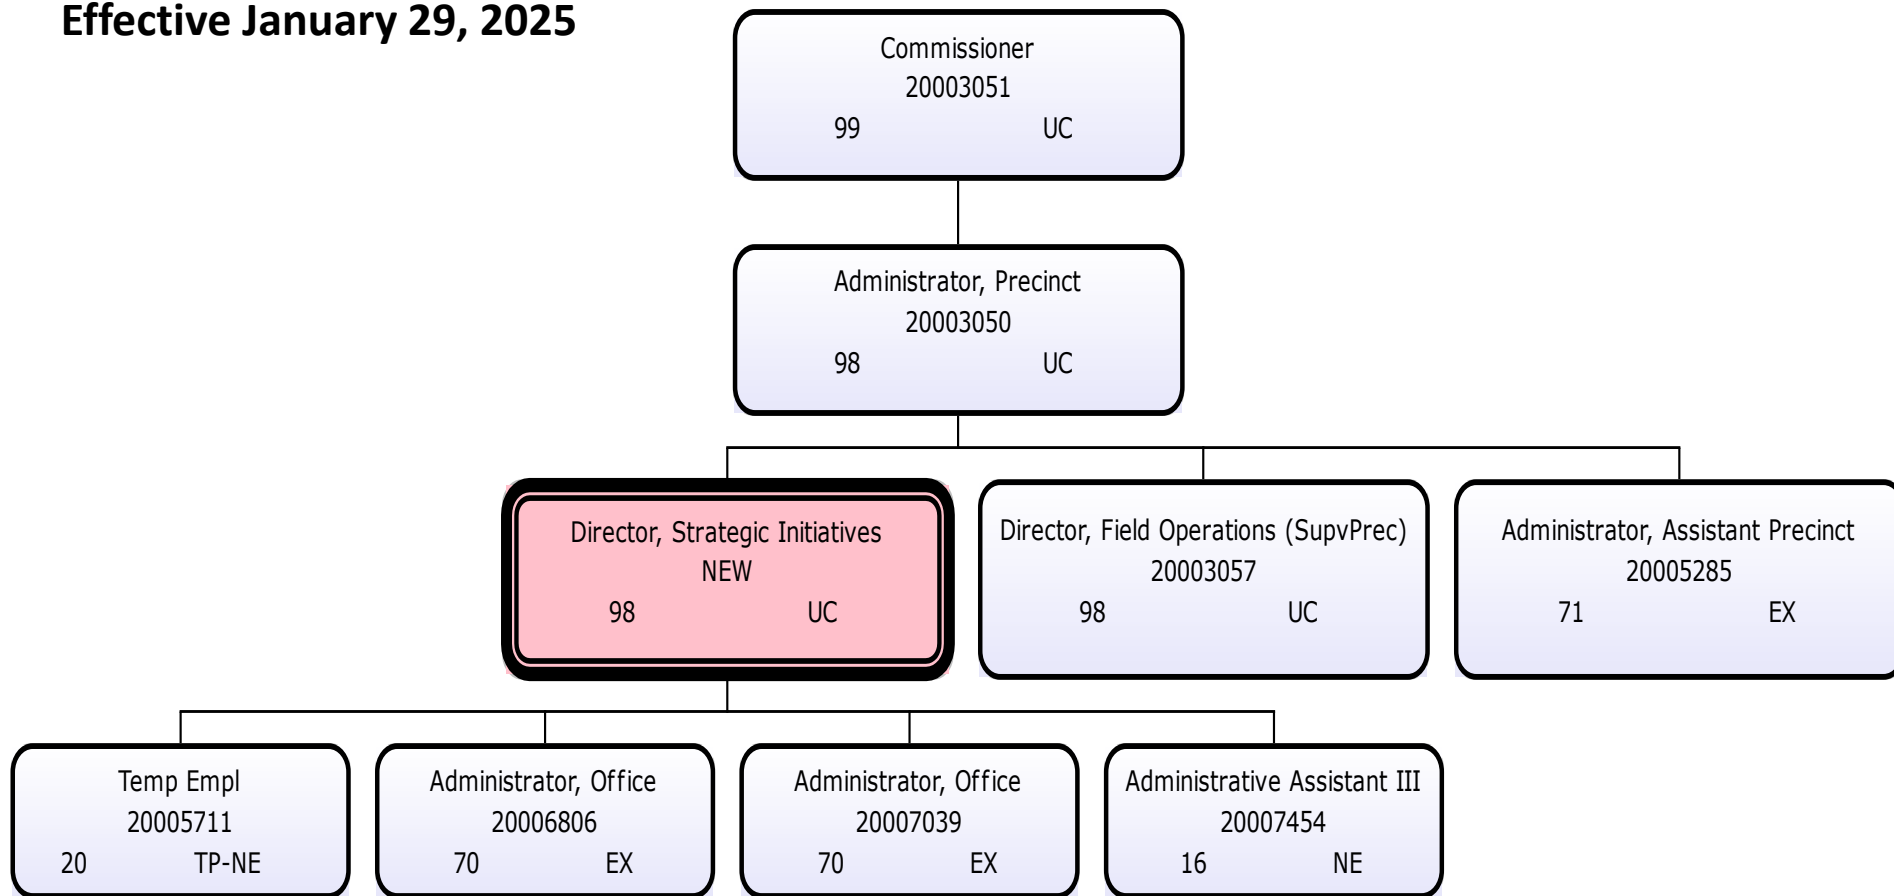 Effective January 29, 2025
Commissioner
20003051
99 UC
Administrator, Precinct
20003050
98 UC
Director, Strategic Initiatives
NEW
98 UC
Director, Field Operations (SupvPrec)
20003057
98 UC
Administrator, Assistant Precinct
20005285
71 EX
Temp Empl
20005711
20 TP-NE
Administrator, Office
20006806
70 EX
Administrator, Office
20007039
70 EX
Administrative Assistant III
20007454
16 NE